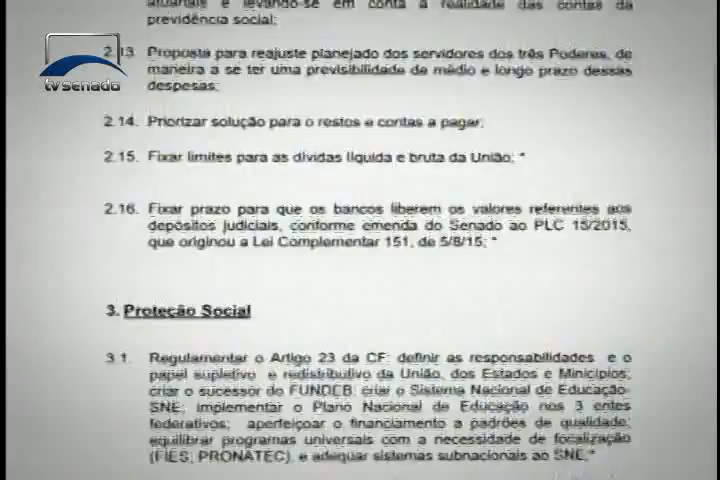 atuariais e levando-se em conta a realidade das contas da
previdência social;
2.13. Proposta para reajuste planejado dos servidores dos três Poderes, de
maneira a se ter uma previsibilidade de médio e longo prazo dessas
despesas;
tv senado
2.14. Priorizar solução para o restos e contas a pagar;
2.15. Fixar limites para as dívidas líquida e bruta da União; *
2.16. Fixar prazo para que os bancos liberem os valores referentes aos
depósitos judiciais, conforme emenda do Senado ao PLC 15/2015,
que originou a Lei Complementar 151, de 5/8/15; *
3. Proteção Social
3.1. Regulamentar o Artigo 23 da CF: definir as responsabilidades e o
papel supletivo e redistributivo da União, dos Estados e Minicípios;
criar o sucessor do FUNDEB; criar o Sistema Nacional de Educação-
SNE; implementar o Plano Nacional de Educação nos 3 entes
federativos; aperfeiçoar o financiamento a padrões de qualidade;
equilibrar programas universais com a necessidade de focalização
(FIES, PRONATEC), e adequar sistemas subnacionais ao SNE;*